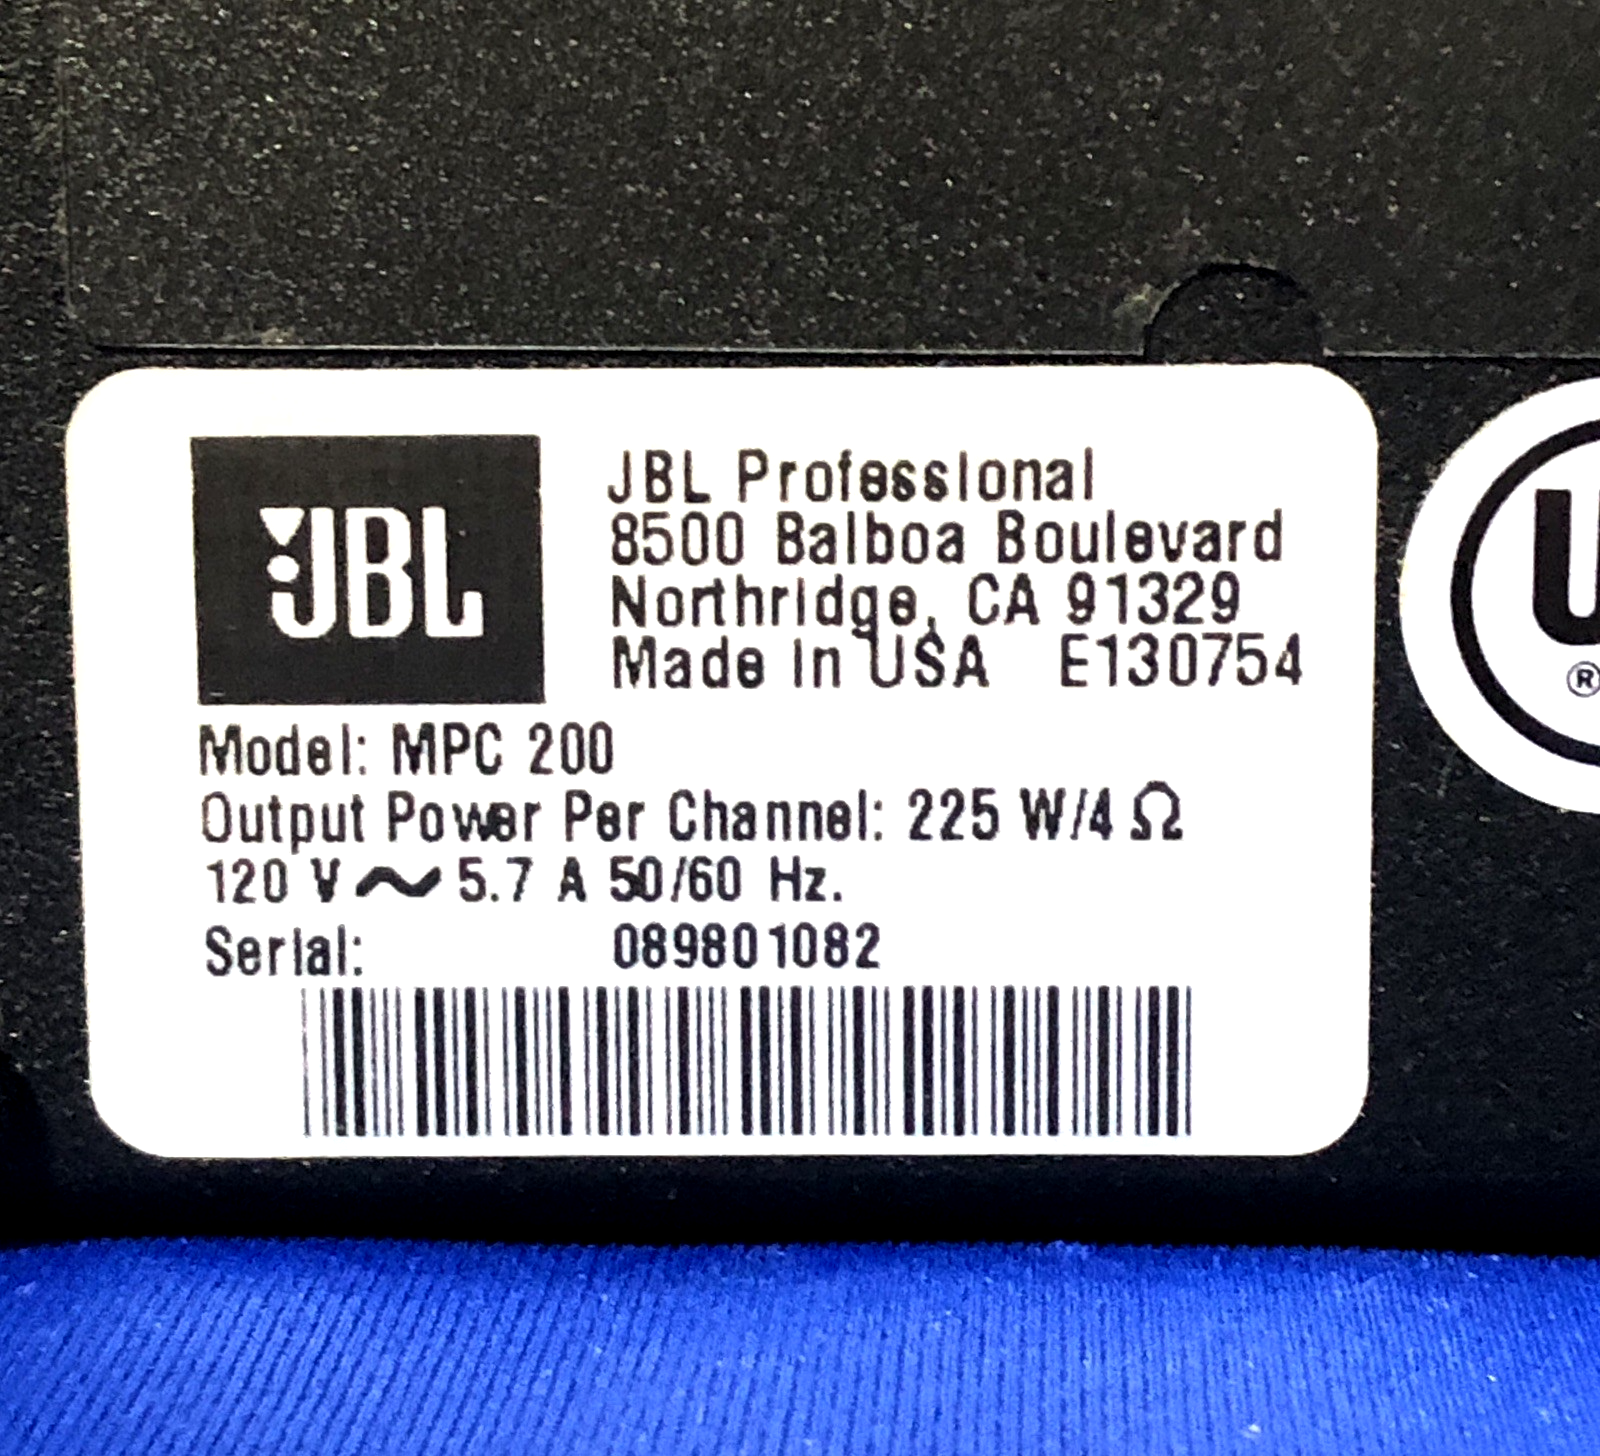 JBL
JBL Professional
8500 Balboa Boulevard
Northridge, CA 91329
Made in USA E130754
Model: MPC 200
Output Power Per Channel: 225 W/4 Ω
120 V ~ 5.7 A 50/60 Hz.
Serial: 089801082
U
®